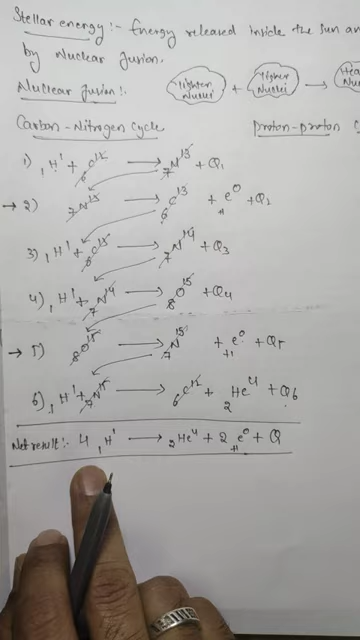 Stellar energy :- Energy released inside the sun an
by Nuclear fusion.
Nuclear fusion :- Lighter Nuclei + Lighter Nuclei → Hea Nuclei
Carbon-Nitrogen cycle
proton-proton c
1) ₁H¹ + ₆C¹² → ₇N¹³ + Q₁
→ 2) ₇N¹³ → ₆C¹³ + ₊₁e⁰ + Q₂
3) ₁H¹ + ₆C¹³ → ₇N¹⁴ + Q₃
4) ₁H¹ + ₇N¹⁴ → ₈O¹⁵ + Q₄
→ 5) ₈O¹⁵ → ₇N¹⁵ + ₊₁e⁰ + Q₅
6) ₁H¹ + ₇N¹⁵ → ₆C¹² + ₂He⁴ + Q₆
Net result :- 4 ₁H¹ → ₂He⁴ + 2 ₊₁e⁰ + Q